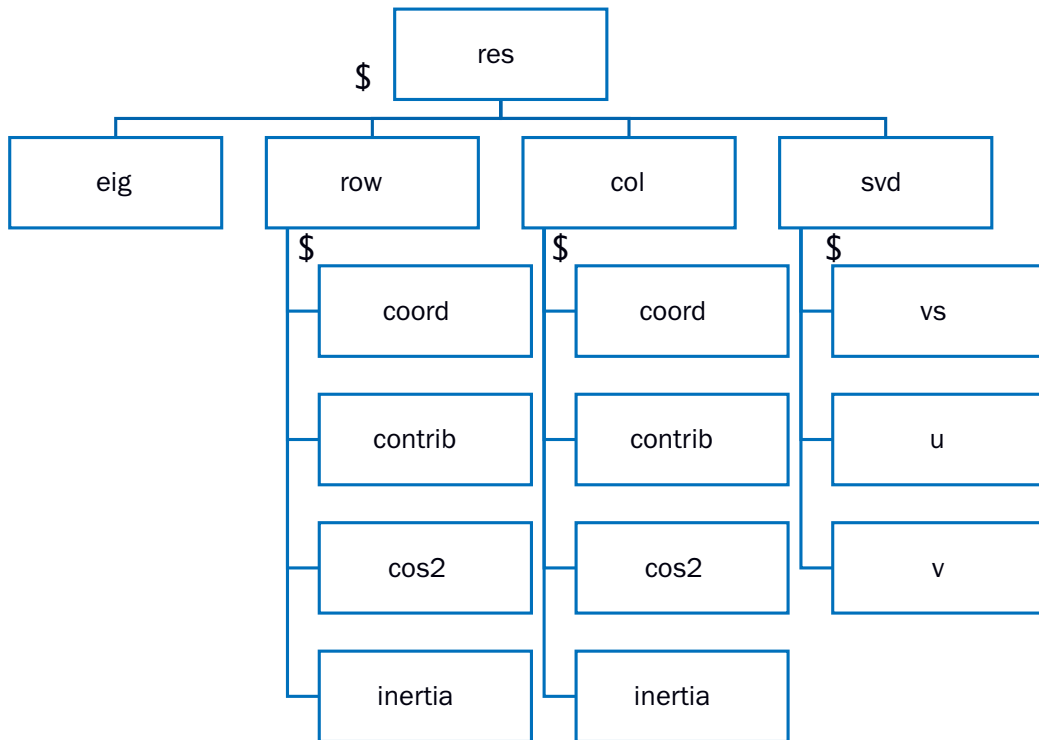 res
$
eig
row
col
svd
$
$
$
coord
coord
vs
contrib
contrib
u
cos2
cos2
v
inertia
inertia